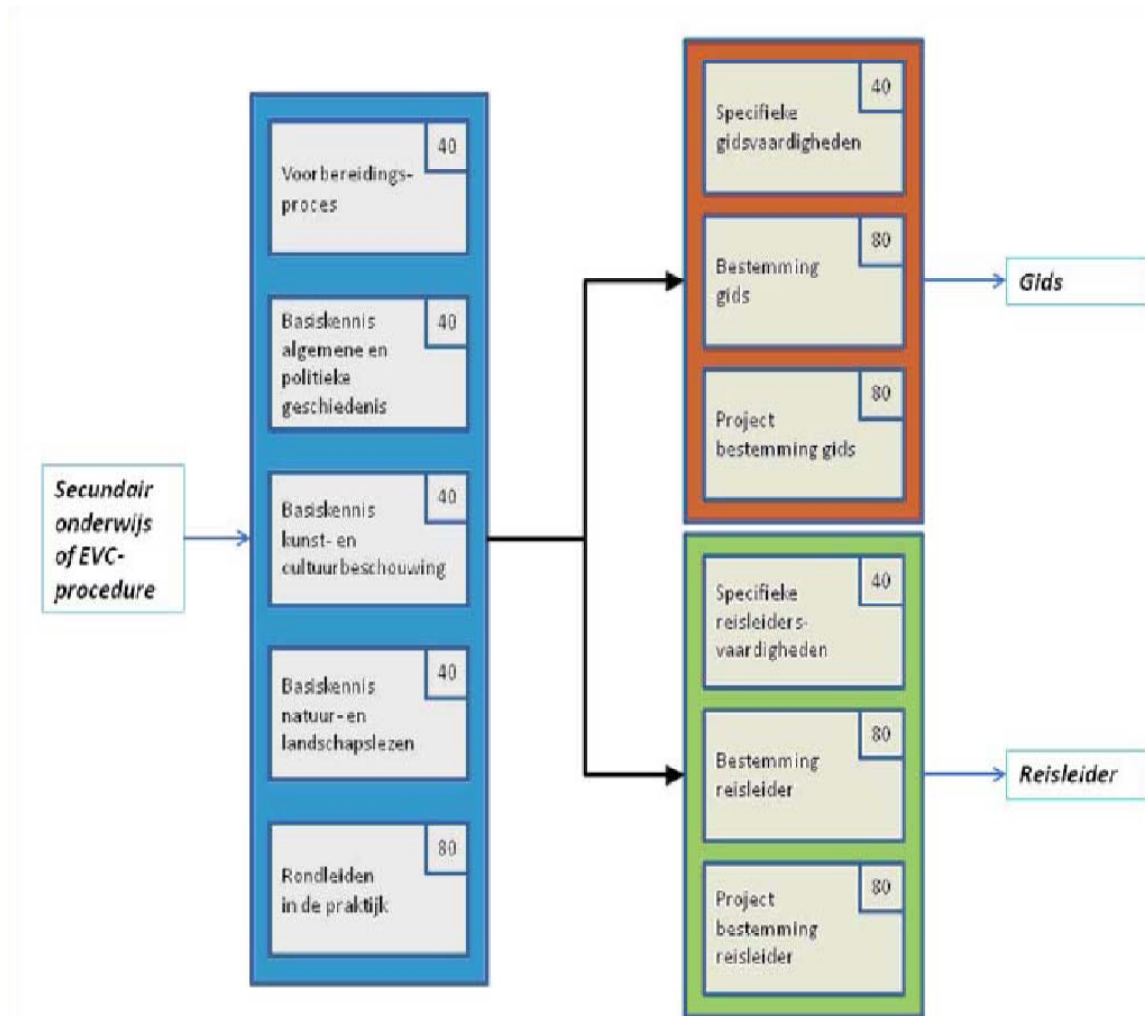 Secundair
onderwijs
of EVC-
procedure
40
Voorbereidings-
proces
40
Basiskennis
algemene en
politieke
geschiedenis
40
Basiskennis
kunst- en
cultuurbeschouwing
40
Basiskennis
natuur- en
landschapslezen
80
Rondleiden
in de praktijk
40
Specifieke
gidsvaardigheden
80
Bestemming
gids
80
Project
bestemming gids
Gids
40
Specifieke
reisleiders-
vaardigheden
80
Bestemming
reisleider
80
Project
bestemming
reisleider
Reisleider